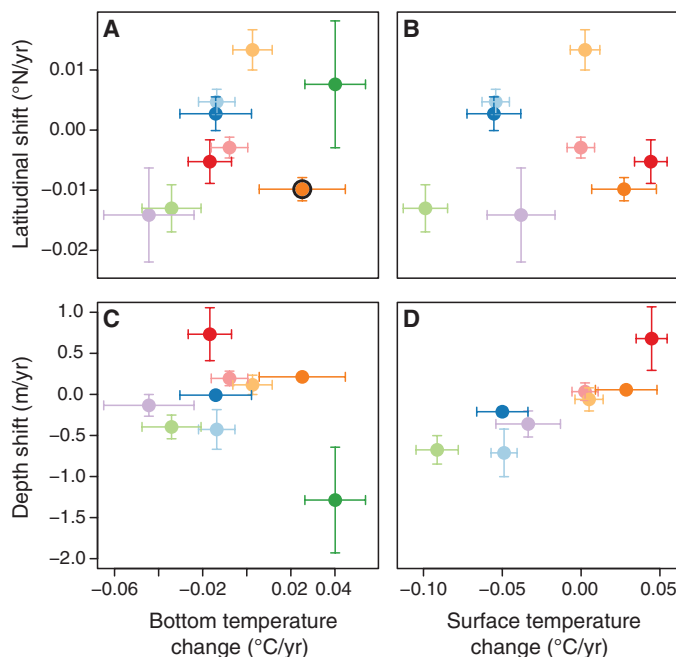 A
B
Latitudinal shift (°N/yr)
0.01
0.00
−0.01
−0.02
C
D
Depth shift (m/yr)
1.0
0.5
0.0
−0.5
−1.0
−1.5
−2.0
−0.06
−0.02
0.02
0.04
−0.10
−0.05
0.00
0.05
Bottom temperature
change (°C/yr)
Surface temperature
change (°C/yr)